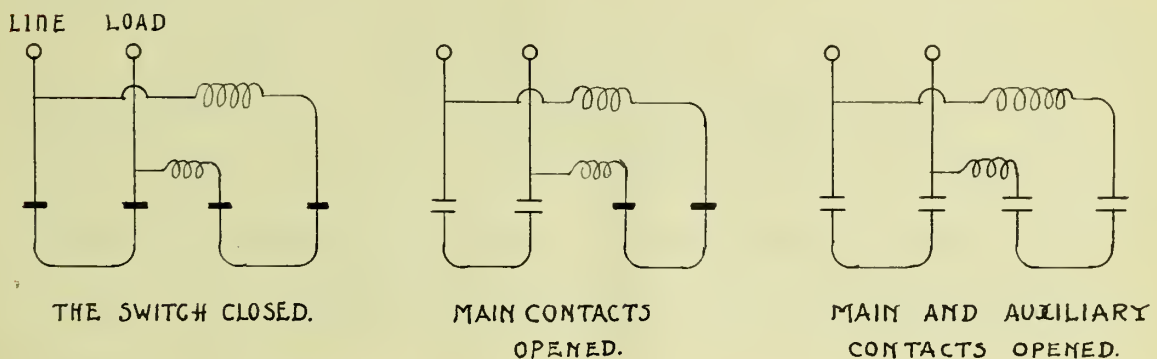 LINE LOAD
THE SWITCH CLOSED.
MAIN CONTACTS
OPENED.
MAIN AND AUXILIARY
CONTACTS OPENED.